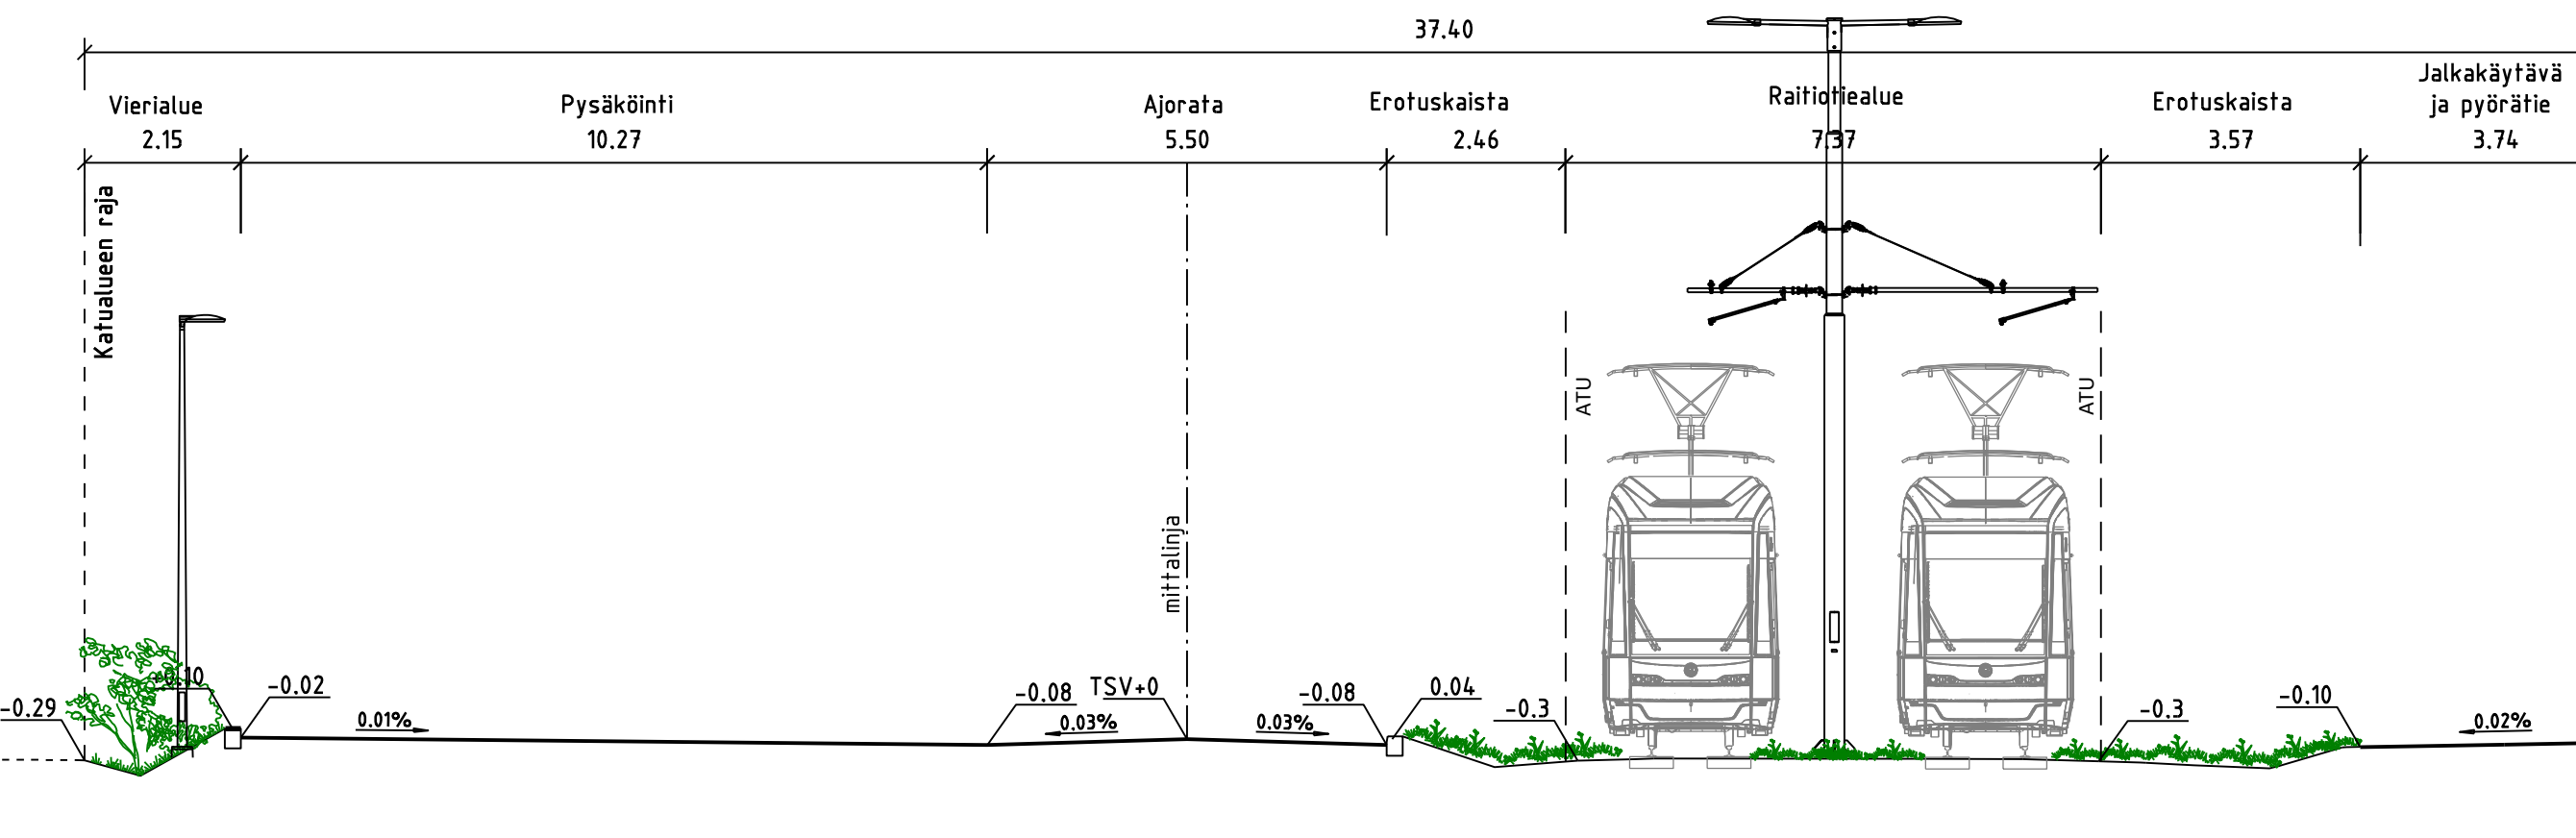 37.40
Vierialue
2.15
Pysäköinti
10.27
Ajorata
5.50
Erotuskaista
2.46
Raitiotiealue
7.37
Erotuskaista
3.57
Jalkakäytävä
ja pyörätie
3.74
Katualueen raja
mittalinja
ATU
ATU
-0.29
-0.02
0.01%
-0.08
0.03%
TSV+0
0.03%
-0.08
0.04
-0.3
-0.3
-0.10
0.02%